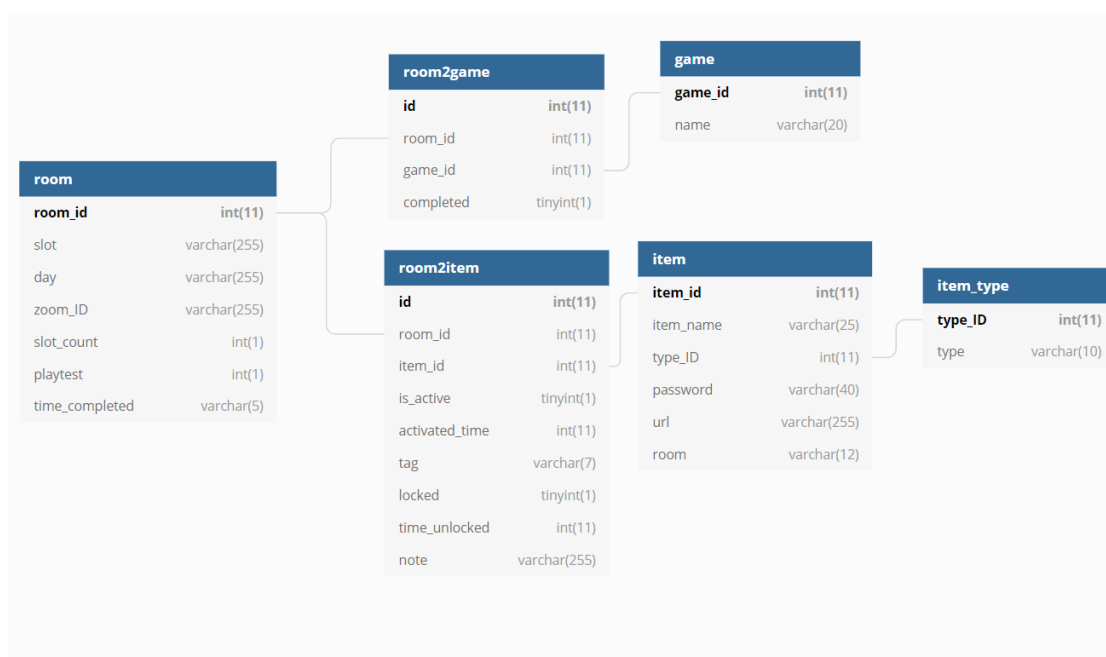 room
room_id int(11)
slot varchar(255)
day varchar(255)
zoom_ID varchar(255)
slot_count int(1)
playtest int(1)
time_completed varchar(5)
room2game
id int(11)
room_id int(11)
game_id int(11)
completed tinyint(1)
game
game_id int(11)
name varchar(20)
room2item
id int(11)
room_id int(11)
item_id int(11)
is_active tinyint(1)
activated_time int(11)
tag varchar(7)
locked tinyint(1)
time_unlocked int(11)
note varchar(255)
item
item_id int(11)
item_name varchar(25)
type_ID int(11)
password varchar(40)
url varchar(255)
room varchar(12)
item_type
type_ID int(11)
type varchar(10)